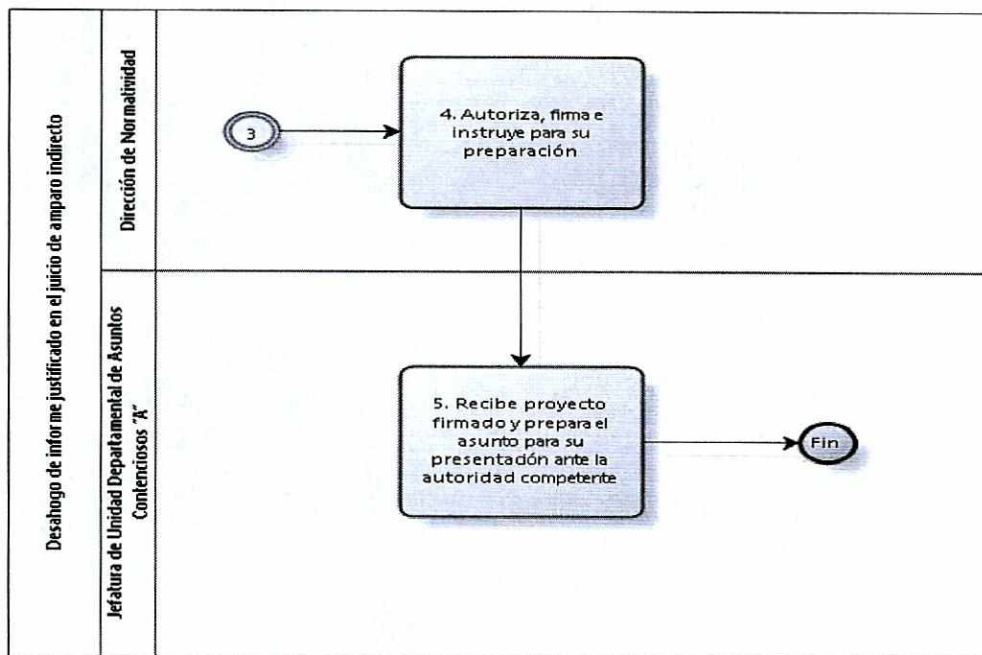 Desahogo de informe justificado en el juicio de amparo indirecto
Dirección de Normatividad
3
4. Autoriza, firma e
instruye para su
preparación
Jefatura de Unidad Departamental de Asuntos
Contenciosos "A"
5. Recibe proyecto
firmado y prepara el
asunto para su
presentación ante la
autoridad competente
Fin